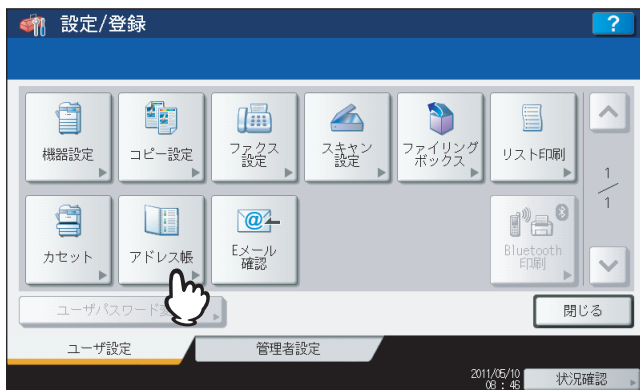 設定/登録
?
機器設定
コピー設定
ファクス
設定
スキャン
設定
ファイリング
ボックス
リスト印刷
1
1
カセット
アドレス帳
@
Eメール
確認
Bluetooth
印刷
ユーザパスワード
閉じる
ユーザ設定
管理者設定
2011/05/10
08 : 46
状況確認